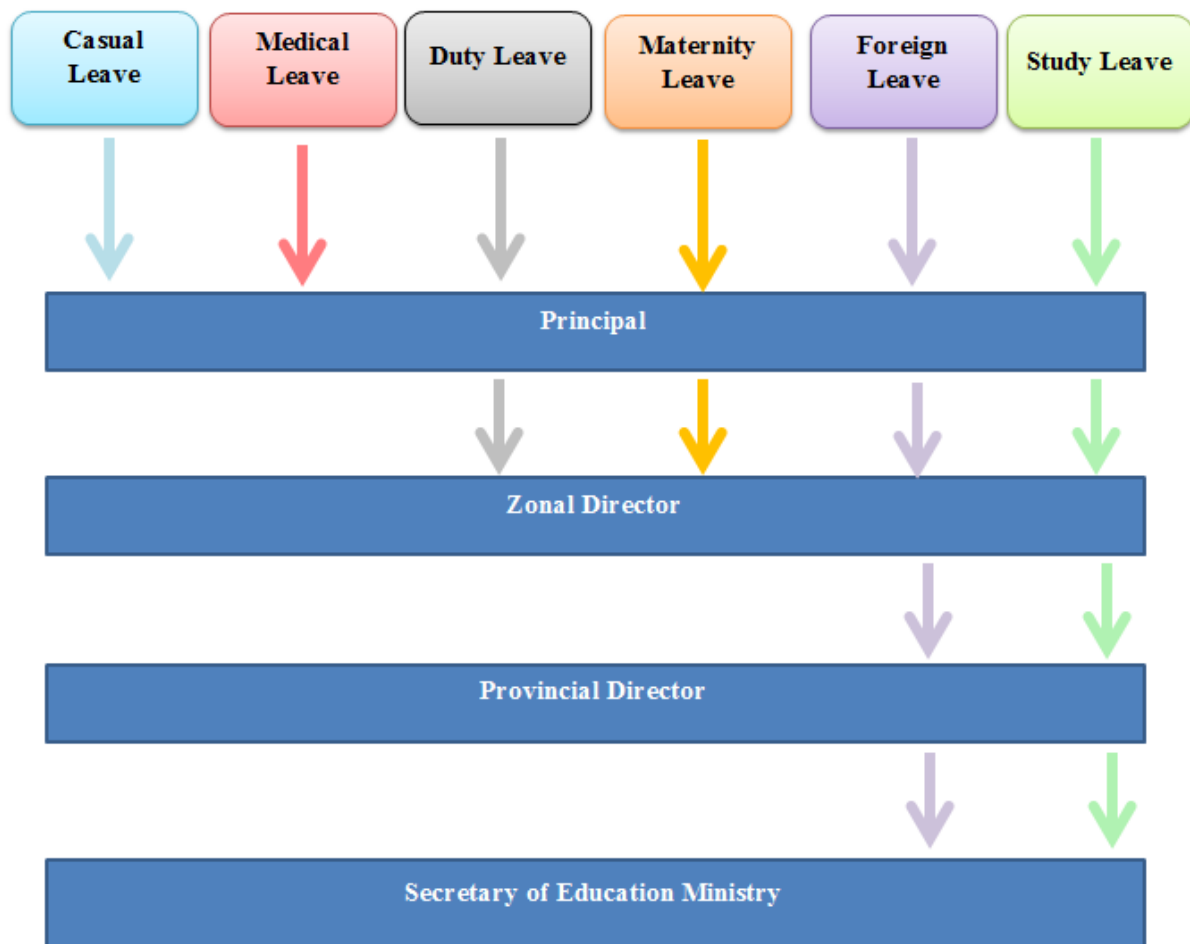 Casual
Leave
Medical
Leave
Duty Leave
Maternity
Leave
Foreign
Leave
Study Leave
Principal
Zonal Director
Provincial Director
Secretary of Education Ministry